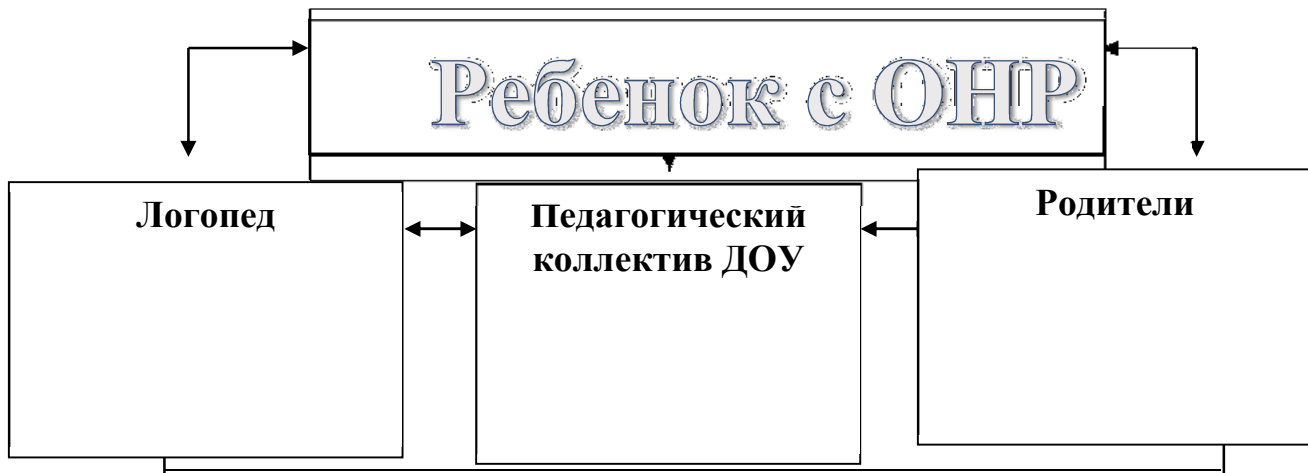 Ребенок с ОНР
Логопед
Педагогический
коллектив ДОУ
Родители